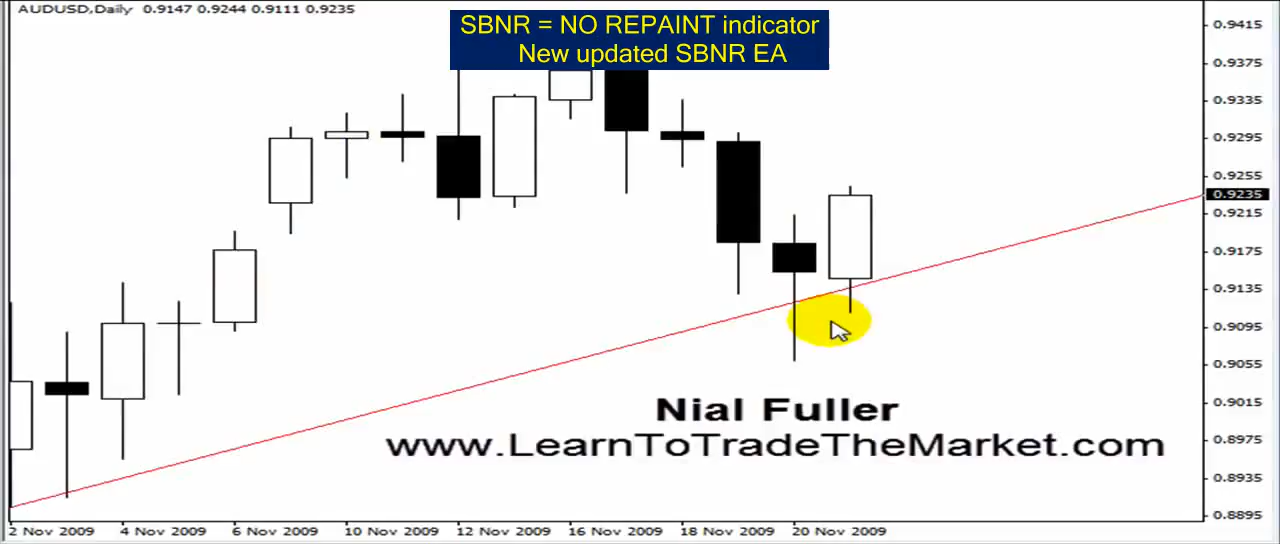 AUDUSD,Daily 0.9147 0.9244 0.9111 0.9235
SBNR = NO REPAINT indicator
New updated SBNR EA
0.9415
0.9375
0.9335
0.9295
0.9255
0.9235
0.9215
0.9175
0.9135
0.9095
0.9055
0.9015
0.8975
0.8935
0.8895
Nial Fuller
www.LearnToTradeTheMarket.com
2 Nov 2009 4 Nov 2009 6 Nov 2009 10 Nov 2009 12 Nov 2009 16 Nov 2009 18 Nov 2009 20 Nov 2009